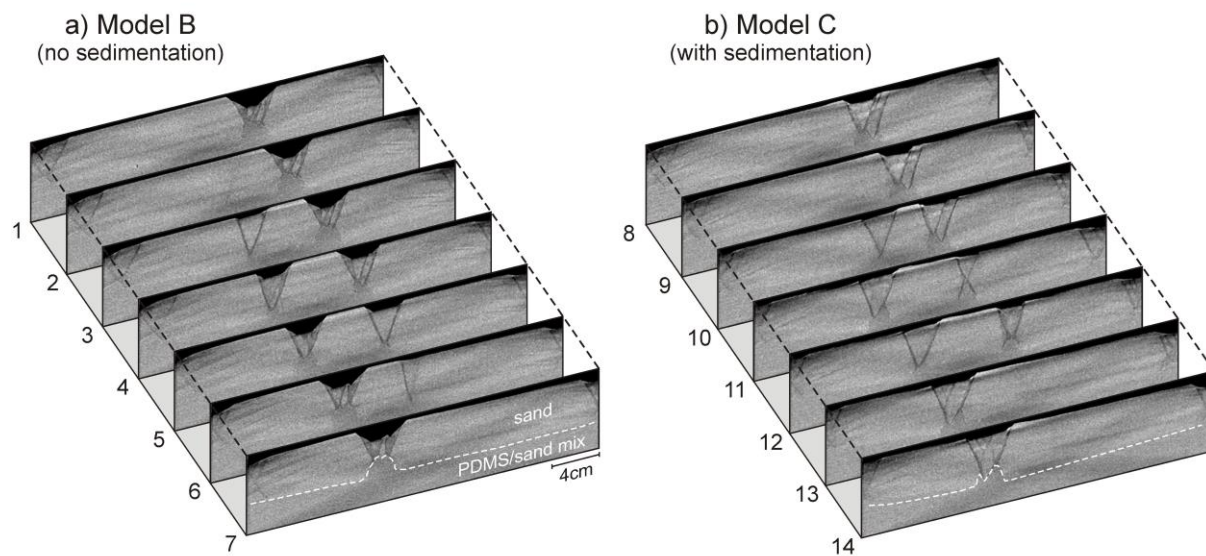 a) Model B
(no sedimentation)
1
2
3
4
5
6
7
sand
PDMS/sand mix
4cm
b) Model C
(with sedimentation)
8
9
10
11
12
13
14